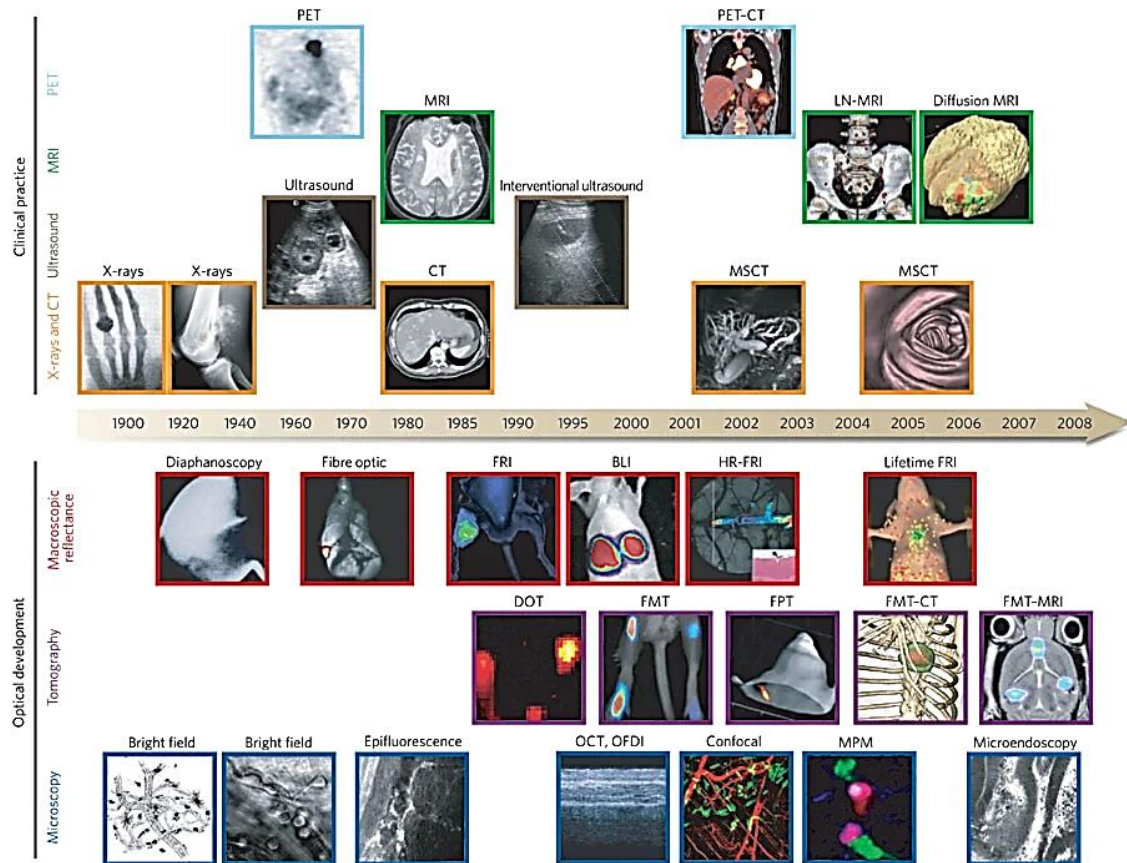 PET
PET-CT
MRI
LN-MRI
Diffusion MRI
Ultrasound
Interventional ultrasound
X-rays
X-rays
CT
MSCT
MSCT
Clinical practice
PET
MRI
Ultrasound
X-rays and CT
1900 1920 1940 1960 1970 1980 1985 1990 1995 2000 2001 2002 2003 2004 2005 2006 2007 2008
Diaphanoscopy
Fibre optic
FRI
BLI
HR-FRI
Lifetime FRI
DOT
FMT
FPT
FMT-CT
FMT-MRI
Bright field
Bright field
Epifluorescence
OCT, OFDI
Confocal
MPM
Microendoscopy
Optical development
Macroscopic
reflectance
Tomography
Microscopy